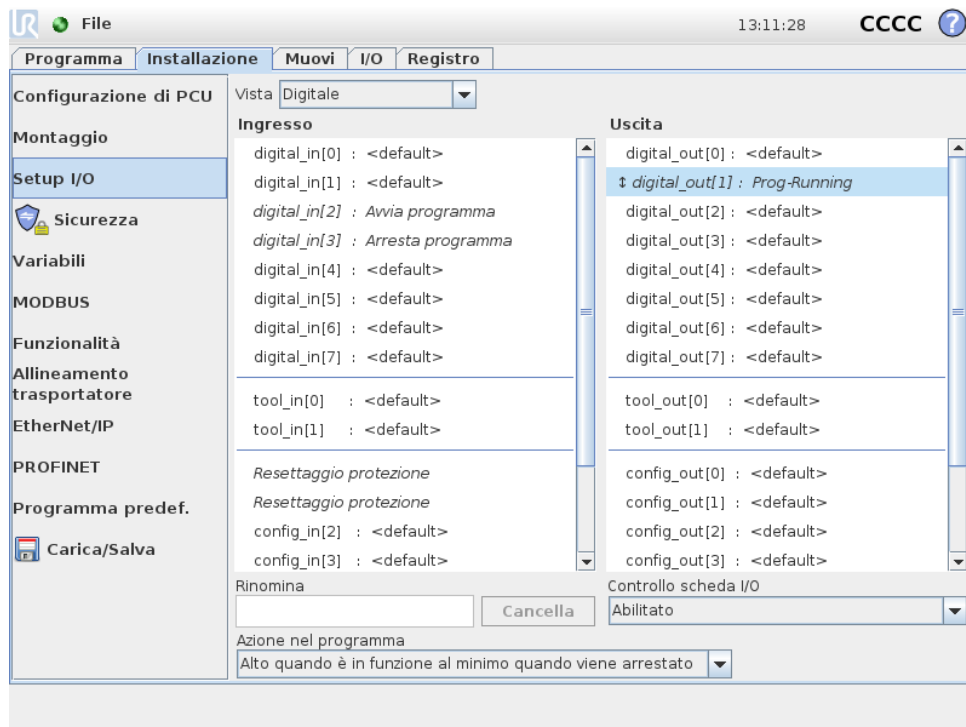 UR File 13:11:28 CCCC ?
Programma Installazione Muovi I/O Registro
Configurazione di PCU
Montaggio
Setup I/O
Sicurezza
Variabili
MODBUS
Funzionalità
Allineamento
trasportatore
EtherNet/IP
PROFINET
Programma predef.
Carica/Salva
Vista Digitale
Ingresso
digital_in[0] : <default>
digital_in[1] : <default>
digital_in[2] : Avvia programma
digital_in[3] : Arresta programma
digital_in[4] : <default>
digital_in[5] : <default>
digital_in[6] : <default>
digital_in[7] : <default>
tool_in[0] : <default>
tool_in[1] : <default>
Resettaggio protezione
Resettaggio protezione
config_in[2] : <default>
config_in[3] : <default>
Uscita
digital_out[0] : <default>
↕ digital_out[1] : Prog-Running
digital_out[2] : <default>
digital_out[3] : <default>
digital_out[4] : <default>
digital_out[5] : <default>
digital_out[6] : <default>
digital_out[7] : <default>
tool_out[0] : <default>
tool_out[1] : <default>
config_out[0] : <default>
config_out[1] : <default>
config_out[2] : <default>
config_out[3] : <default>
Rinomina
Cancella
Controllo scheda I/O
Abilitato
Azione nel programma
Alto quando è in funzione al minimo quando viene arrestato